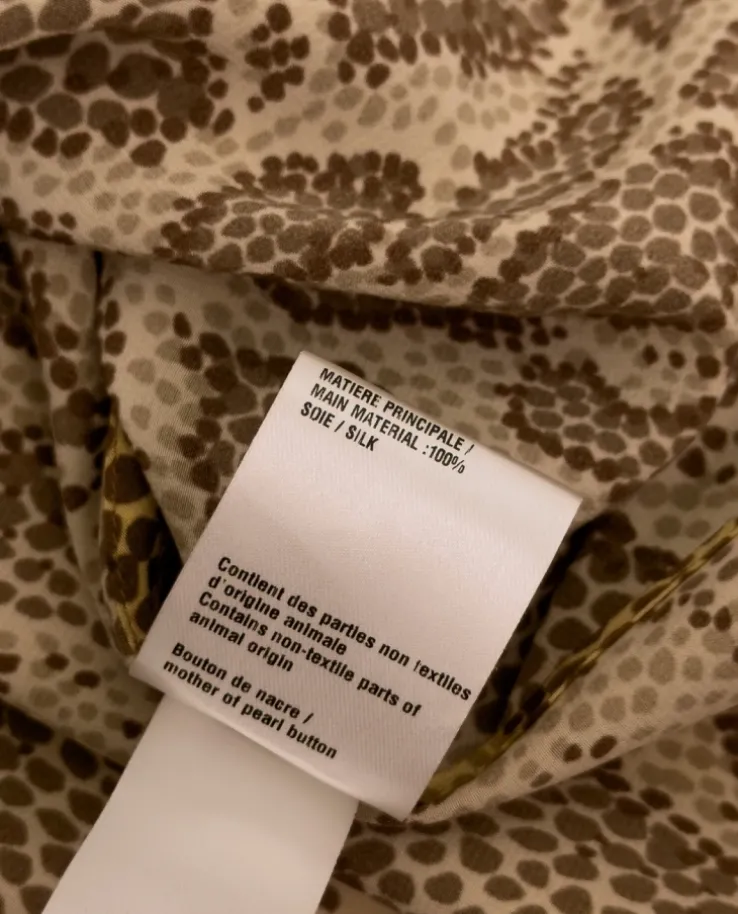 MATIERE PRINCIPALE /
MAIN MATERIAL :100%
SOIE / SILK
Contient des parties non textiles
d'origine animale
Contains non-textile parts of
animal origin
Bouton de nacre /
mother of pearl button